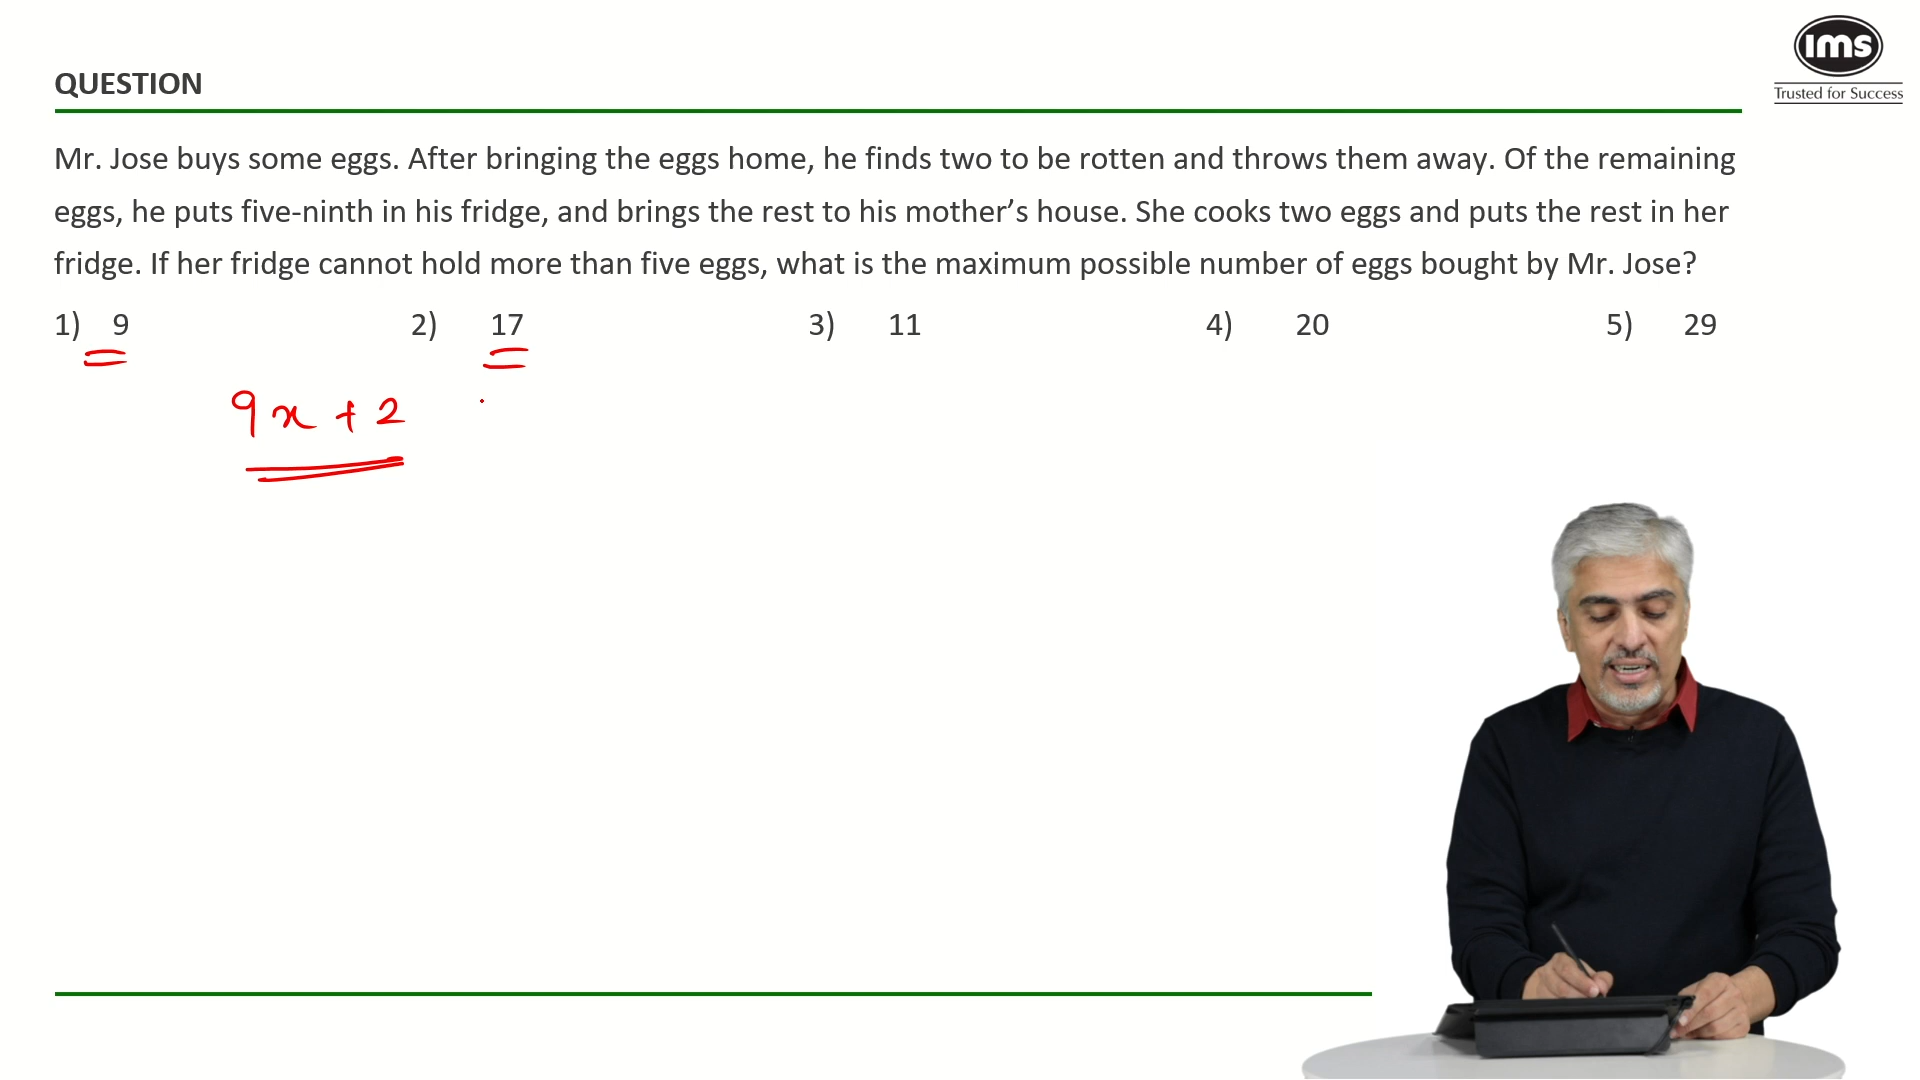 ims
Trusted for Success
QUESTION
Mr. Jose buys some eggs. After bringing the eggs home, he finds two to be rotten and throws them away. Of the remaining
eggs, he puts five-ninth in his fridge, and brings the rest to his mother’s house. She cooks two eggs and puts the rest in her
fridge. If her fridge cannot hold more than five eggs, what is the maximum possible number of eggs bought by Mr. Jose?
1) 9 2) 17 3) 11 4) 20 5) 29
9x + 2